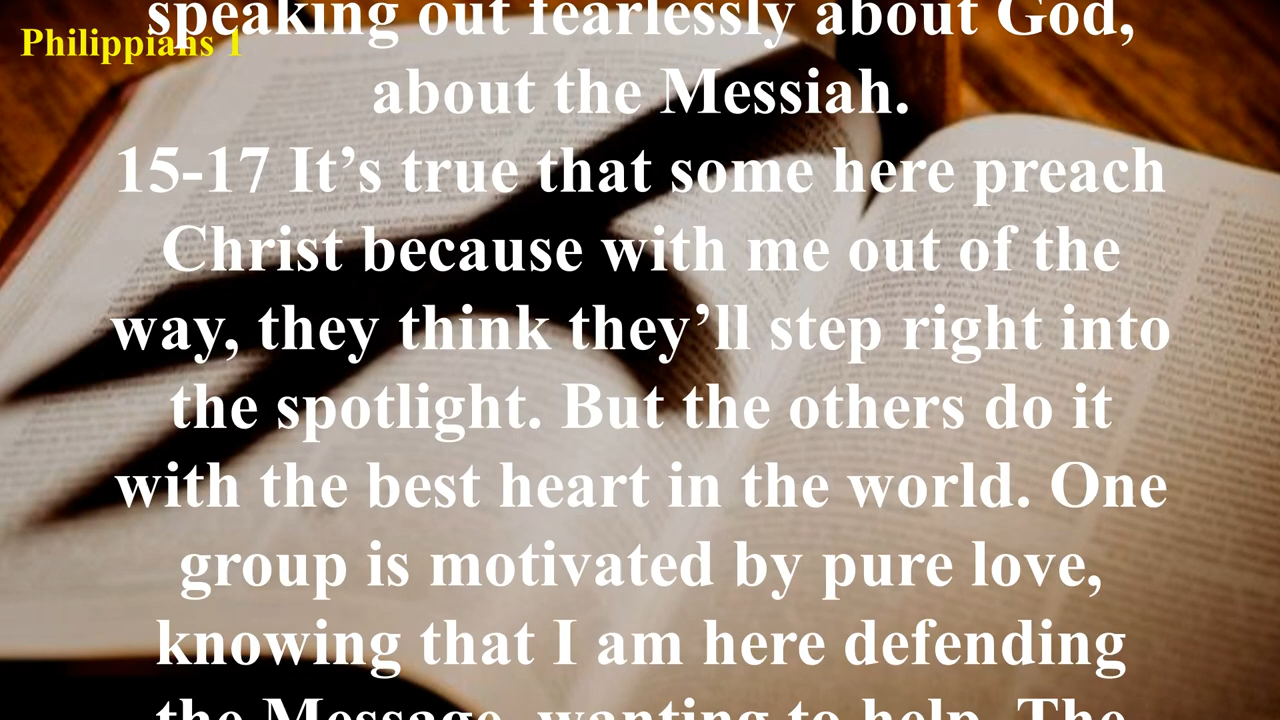 speaking out fearlessly about God,
Philippians 1
about the Messiah.
15-17 It’s true that some here preach
Christ because with me out of the
way, they think they’ll step right into
the spotlight. But the others do it
with the best heart in the world. One
group is motivated by pure love,
knowing that I am here defending
the Message, wanting to help. The